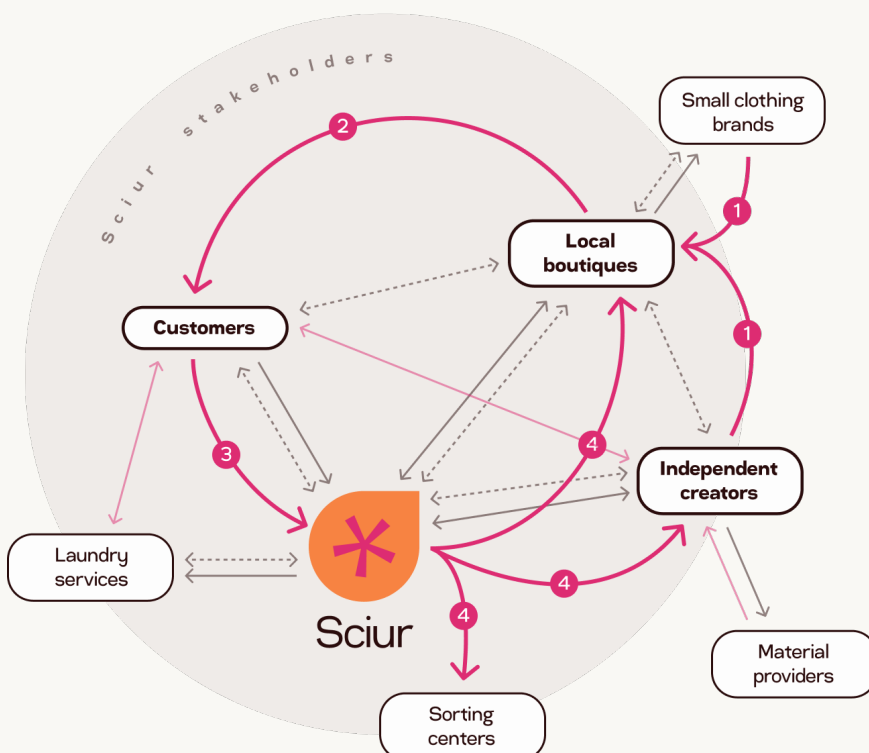 Sciur stakeholders
Small clothing
brands
2
1
Local
boutiques
Customers
1
4
3
Independent
creators
Laundry
services
4
4
Sciur
Material
providers
Sorting
centers